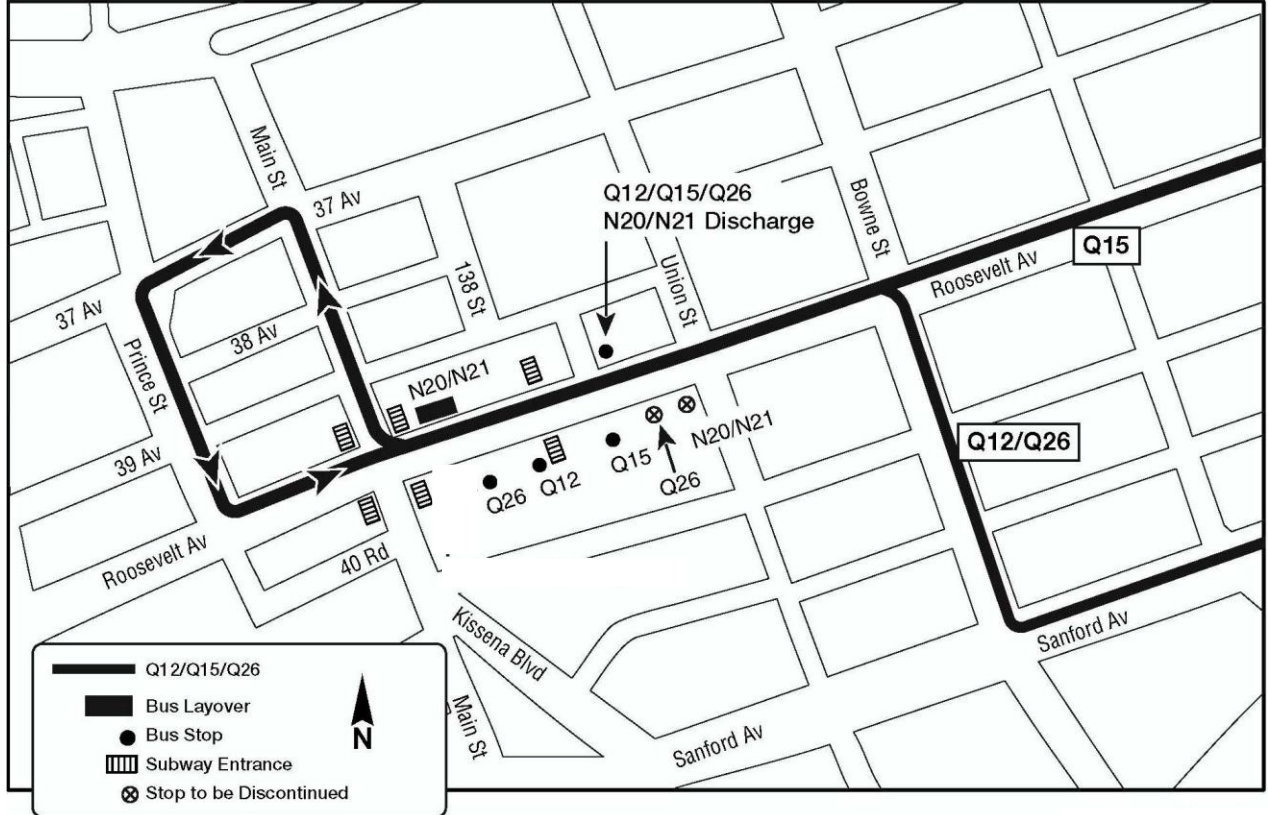 Main St
37 Av
Q12/Q15/Q26
N20/N21 Discharge
Bowne St
Q15
Roosevelt Av
138 St
Union St
37 Av
38 Av
Prince St
N20/N21
39 Av
Q26
Q12
Q15
Q26
N20/N21
Q12/Q26
Roosevelt Av
40 Rd
Kissena Blvd
Sanford Av
Main St
Sanford Av
Q12/Q15/Q26
Bus Layover
Bus Stop
N
Subway Entrance
Stop to be Discontinued